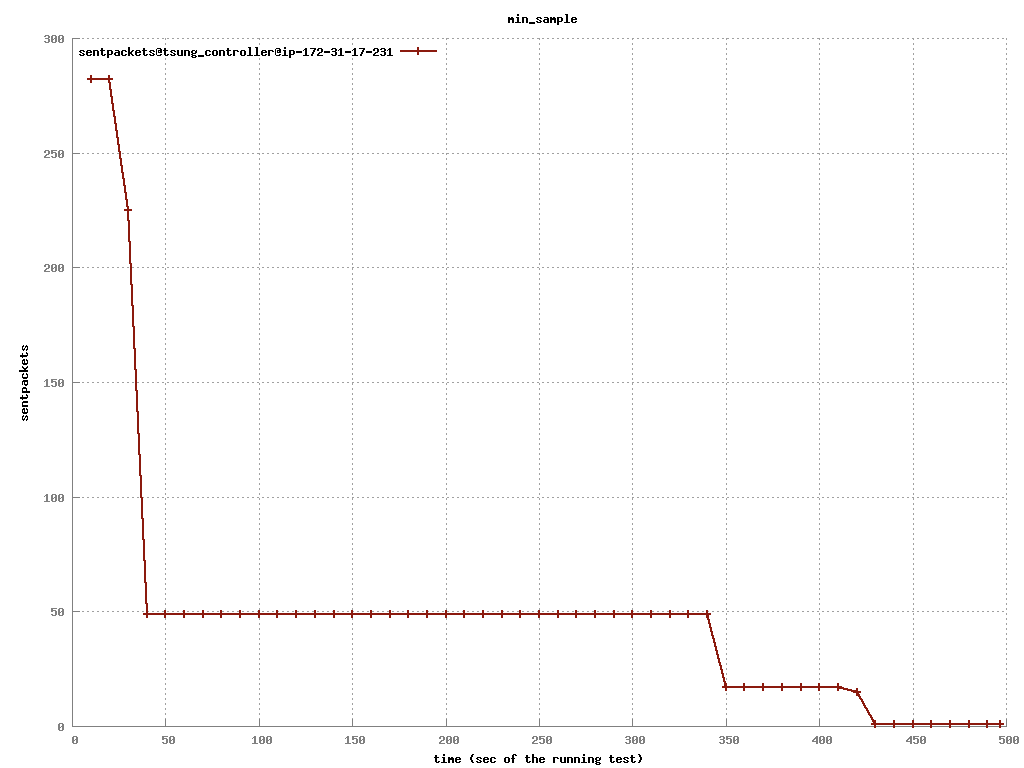 min_sample
sentpackets@tsung_controller@ip-172-31-17-231
300
250
200
150
100
50
0
sentpackets
0 50 100 150 200 250 300 350 400 450 500
time (sec of the running test)